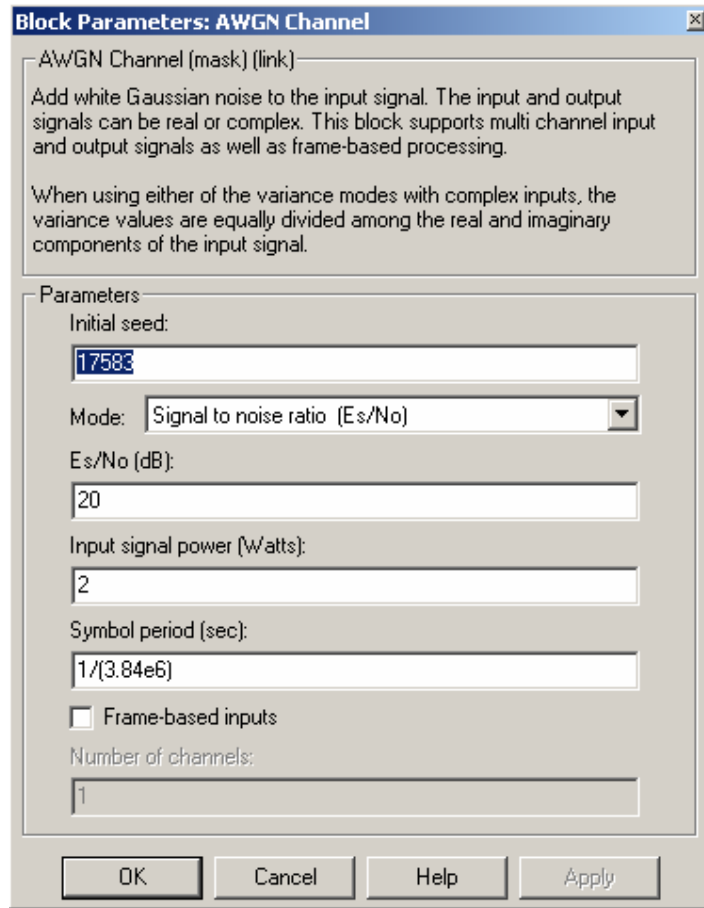 Block Parameters: AWGN Channel
AWGN Channel (mask) (link)
Add white Gaussian noise to the input signal. The input and output
signals can be real or complex. This block supports multi channel input
and output signals as well as frame-based processing.
When using either of the variance modes with complex inputs, the
variance values are equally divided among the real and imaginary
components of the input signal.
Parameters
Initial seed:
17583
Mode: Signal to noise ratio (Es/No)
Es/No (dB):
20
Input signal power (Watts):
2
Symbol period (sec):
1/(3.84e6)
Frame-based inputs
Number of channels:
1
OK Cancel Help Apply